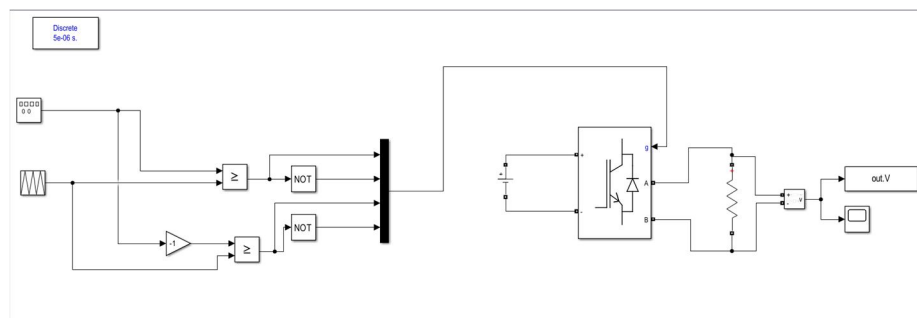 Discrete
5e-06 s.
≥
NOT
-1
≥
NOT
+
+
-
g
A
B
+
+
-
v
out.V